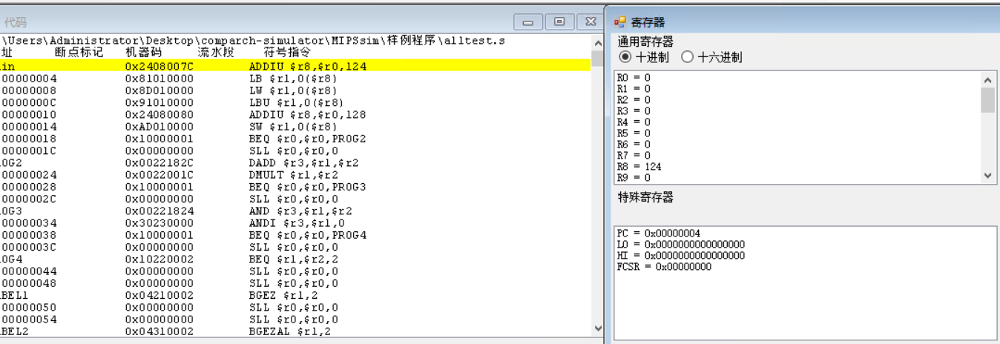 代码
\Users\Administrator\Desktop\comparch-simulator\MIPSsim\样例程序\alltest.s
址 断点标记 机器码 流水段 符号指令
in 0x2408007C ADDIU $r8,$r0,124
00000004 0x81010000 LB $r1,0($r8)
00000008 0x8D010000 LW $r1,0($r8)
0000000C 0x91010000 LBU $r1,0($r8)
00000010 0x24080080 ADDIU $r8,$r0,128
00000014 0xAD010000 SW $r1,0($r8)
00000018 0x10000001 BEQ $r0,$r0,PROG2
0000001C 0x00000000 SLL $r0,$r0,0
OG2 0x0022182C DADD $r3,$r1,$r2
00000024 0x0022001C DMULT $r1,$r2
00000028 0x10000001 BEQ $r0,$r0,PROG3
0000002C 0x00000000 SLL $r0,$r0,0
OG3 0x00221824 AND $r3,$r1,$r2
00000034 0x30230000 ANDI $r3,$r1,0
00000038 0x10000001 BEQ $r0,$r0,PROG4
0000003C 0x00000000 SLL $r0,$r0,0
OG4 0x10220002 BEQ $r1,$r2,2
00000044 0x00000000 SLL $r0,$r0,0
00000048 0x00000000 SLL $r0,$r0,0
BEL1 0x04210002 BGEZ $r1,2
00000050 0x00000000 SLL $r0,$r0,0
00000054 0x00000000 SLL $r0,$r0,0
BEL2 0x04310002 BGEZAL $r1,2
寄存器
通用寄存器
十进制 十六进制
R0 = 0
R1 = 0
R2 = 0
R3 = 0
R4 = 0
R5 = 0
R6 = 0
R7 = 0
R8 = 124
R9 = 0
特殊寄存器
PC = 0x00000004
LO = 0x0000000000000000
HI = 0x0000000000000000
FCSR = 0x00000000